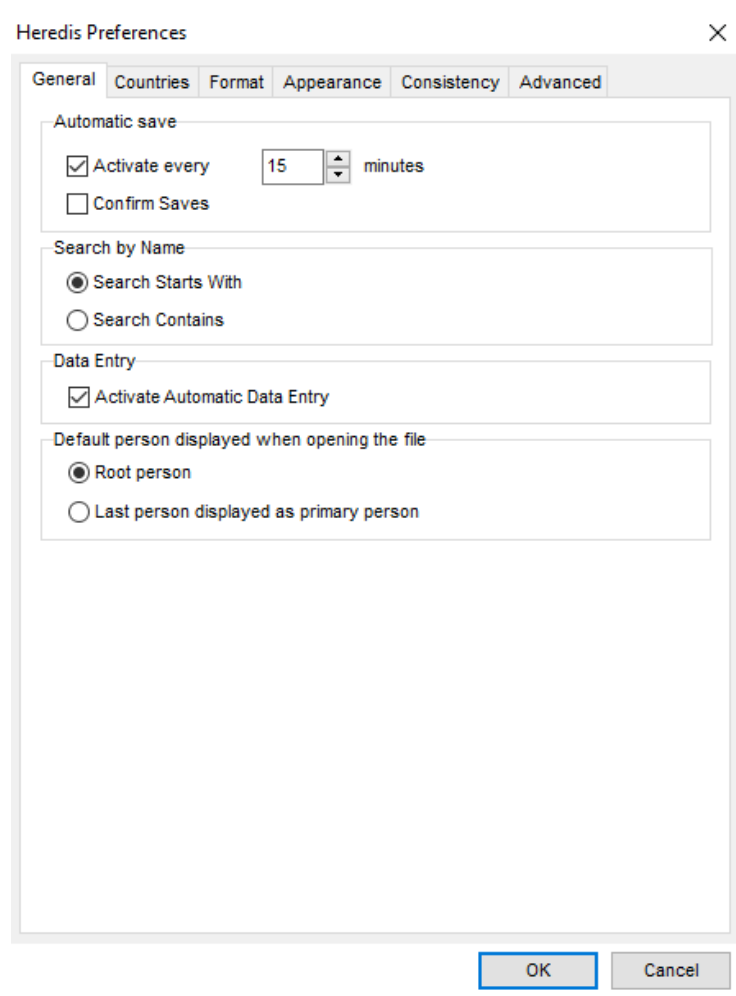 Heredis Preferences
General Countries Format Appearance Consistency Advanced
Automatic save
Activate every 15 minutes
Confirm Saves
Search by Name
Search Starts With
Search Contains
Data Entry
Activate Automatic Data Entry
Default person displayed when opening the file
Root person
Last person displayed as primary person
OK Cancel